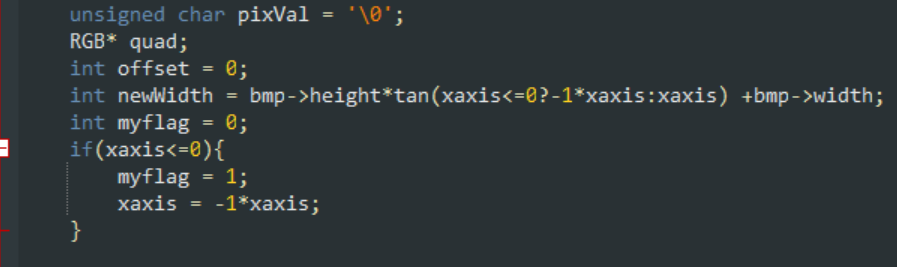 unsigned char pixVal = '\0';
RGB* quad;
int offset = 0;
int newWidth = bmp->height*tan(xaxis<=0?-1*xaxis:xaxis) +bmp->width;
int myflag = 0;
if(xaxis<=0){
    myflag = 1;
    xaxis = -1*xaxis;
}